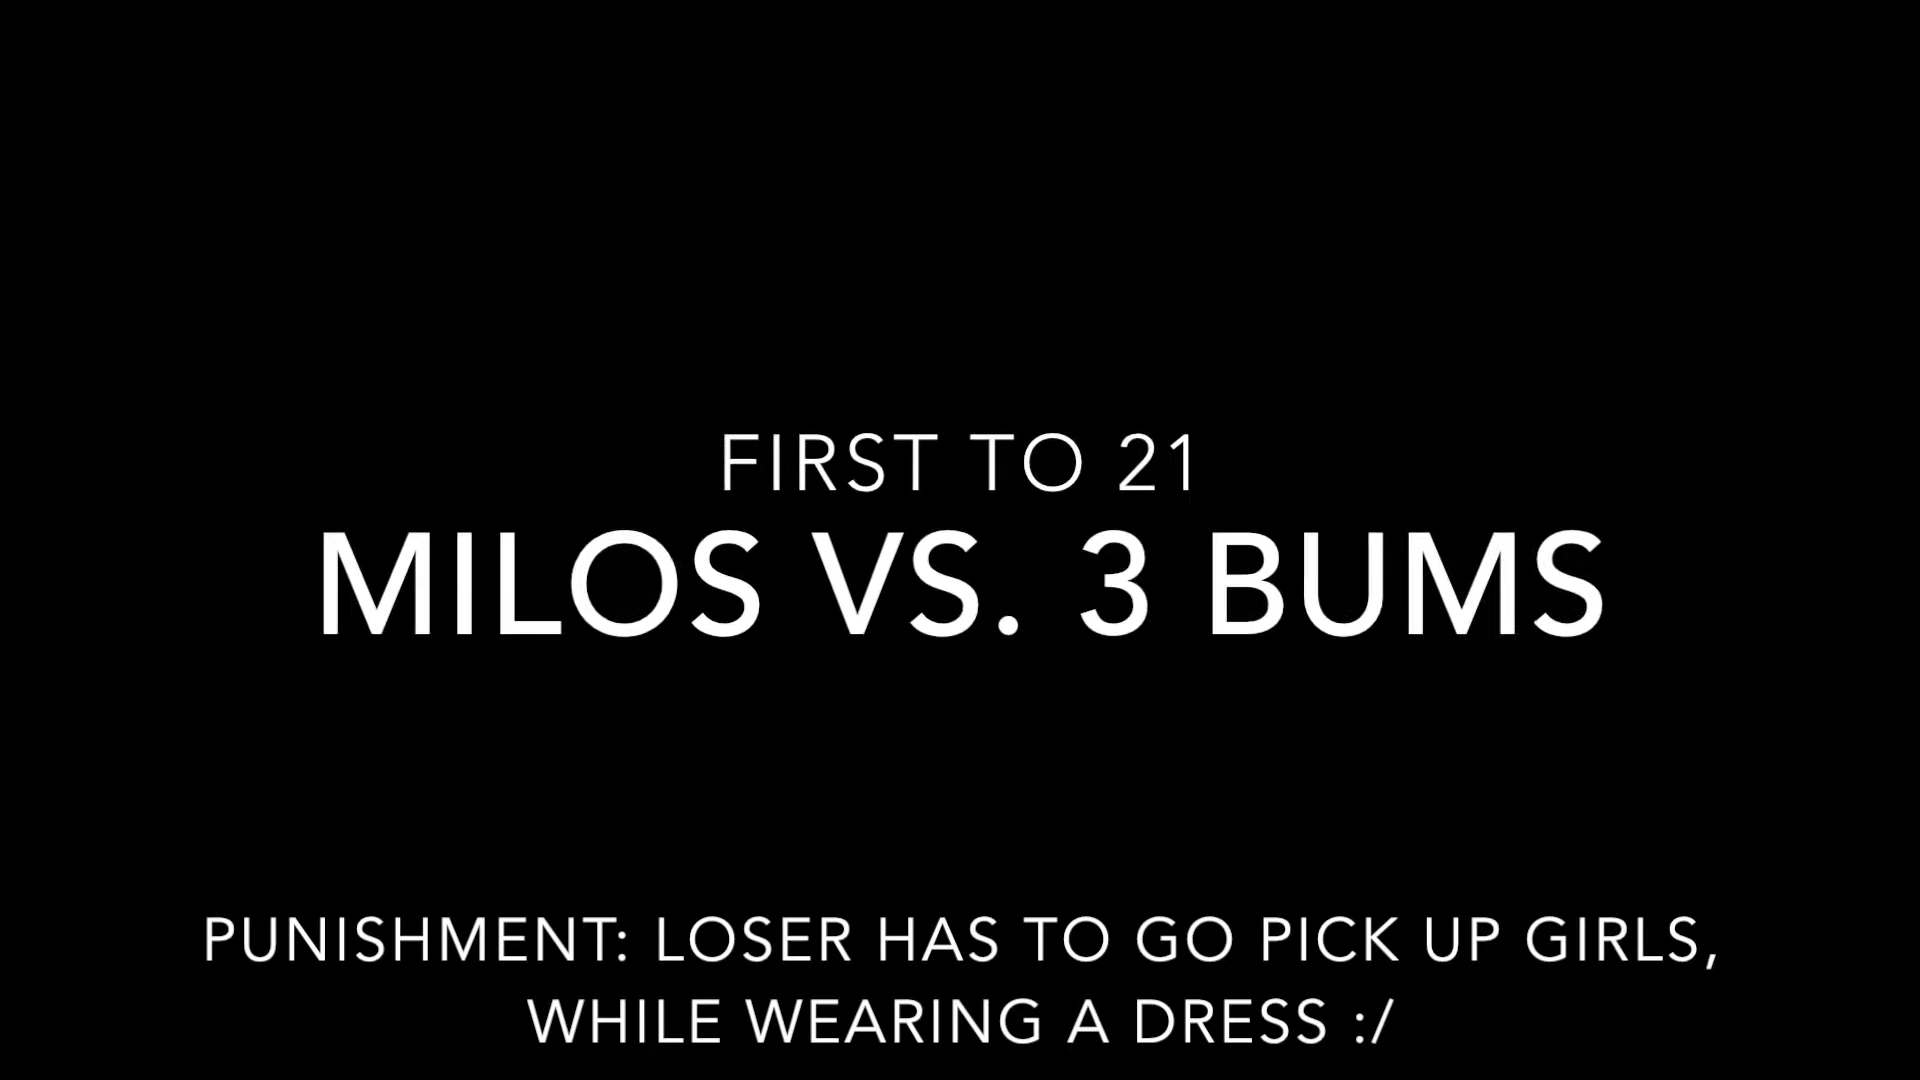 FIRST TO 21
MILOS VS. 3 BUMS
PUNISHMENT: LOSER HAS TO GO PICK UP GIRLS,
WHILE WEARING A DRESS :/